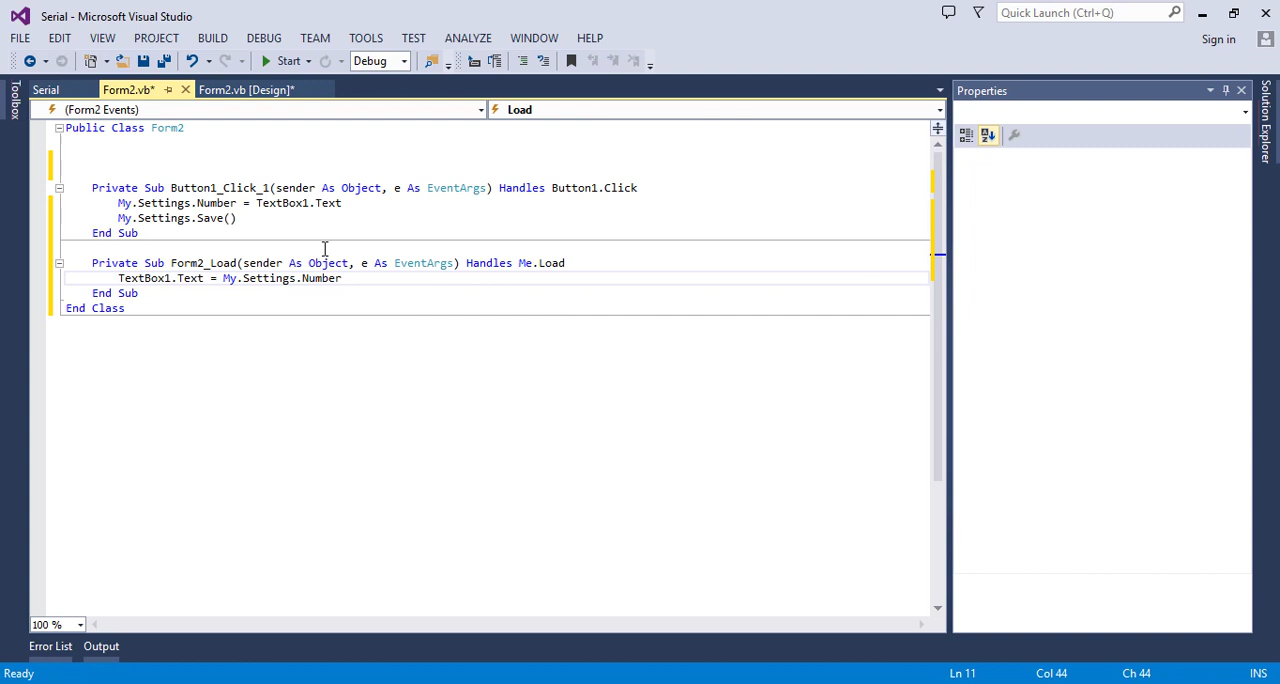 Serial - Microsoft Visual Studio
Quick Launch (Ctrl+Q)
FILE EDIT VIEW PROJECT BUILD DEBUG TEAM TOOLS TEST ANALYZE WINDOW HELP
Sign in
Start Debug
Toolbox
Serial Form2.vb* Form2.vb [Design]*
(Form2 Events) Load
Public Class Form2
Private Sub Button1_Click_1(sender As Object, e As EventArgs) Handles Button1.Click
My.Settings.Number = TextBox1.Text
My.Settings.Save()
End Sub
Private Sub Form2_Load(sender As Object, e As EventArgs) Handles Me.Load
TextBox1.Text = My.Settings.Number
End Sub
End Class
Properties
Solution Explorer
100 %
Error List Output
Ready Ln 11 Col 44 Ch 44 INS